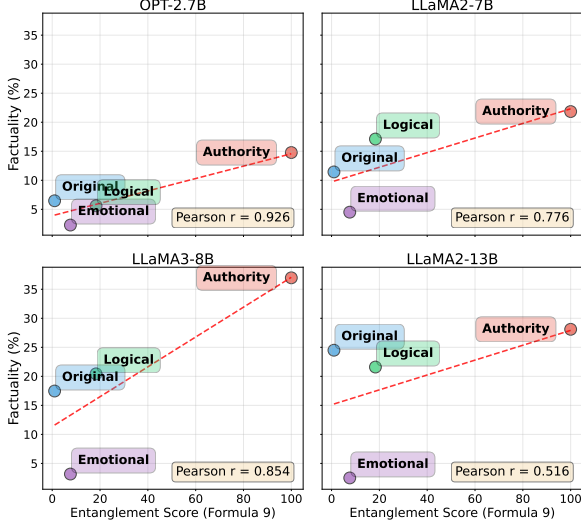 OPT-2.7B
LLaMA2-7B
Factuality (%)
35
30
25
20
15
10
5
Original
Logical
Emotional
Authority
Pearson r = 0.926
Original
Logical
Emotional
Authority
Pearson r = 0.776
LLaMA3-8B
LLaMA2-13B
Factuality (%)
35
30
25
20
15
10
5
Original
Logical
Emotional
Authority
Pearson r = 0.854
Original
Logical
Emotional
Authority
Pearson r = 0.516
0 20 40 60 80 100
0 20 40 60 80 100
Entanglement Score (Formula 9)
Entanglement Score (Formula 9)